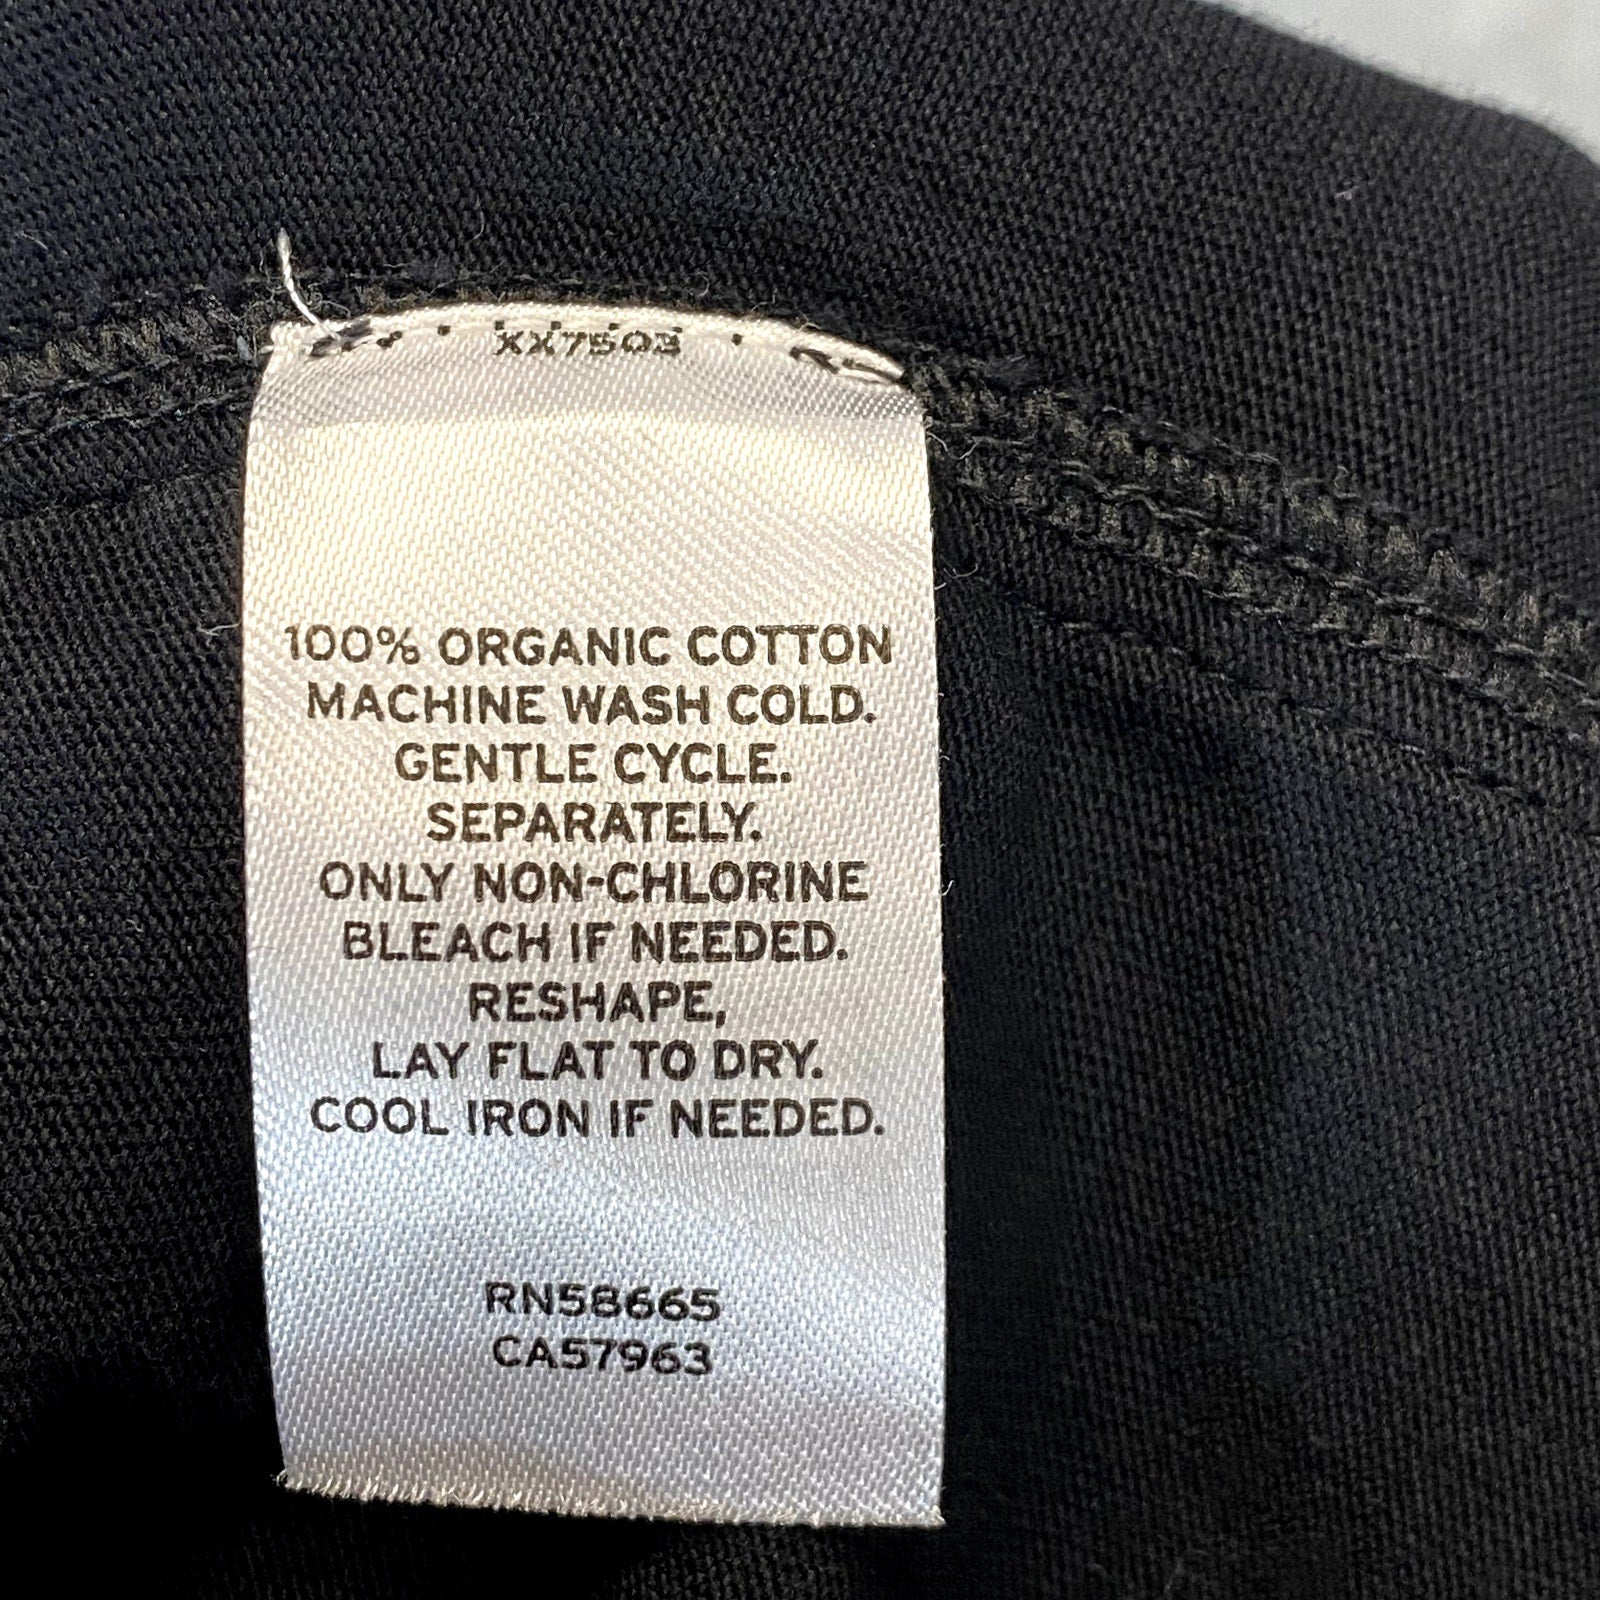 XX7503
100% ORGANIC COTTON
MACHINE WASH COLD.
GENTLE CYCLE.
SEPARATELY.
ONLY NON-CHLORINE
BLEACH IF NEEDED.
RESHAPE,
LAY FLAT TO DRY.
COOL IRON IF NEEDED.
RN58665
CA57963